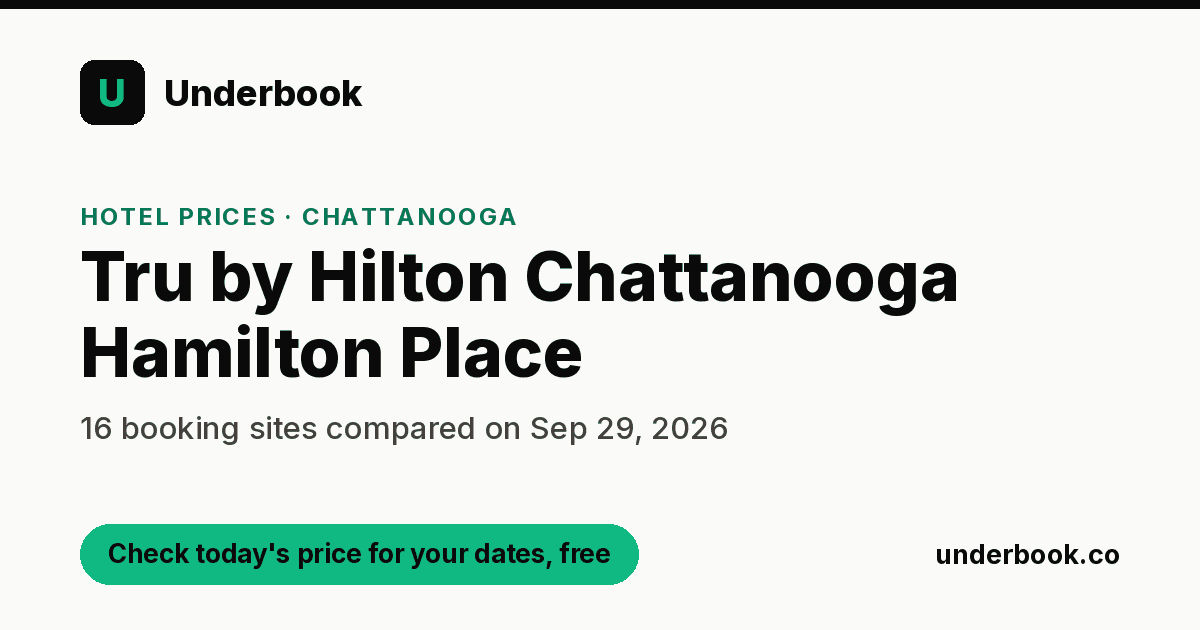 U
Underbook
HOTEL PRICES · CHATTANOOGA
Tru by Hilton Chattanooga
Hamilton Place
16 booking sites compared on Sep 29, 2026
Check today's price for your dates, free
underbook.co